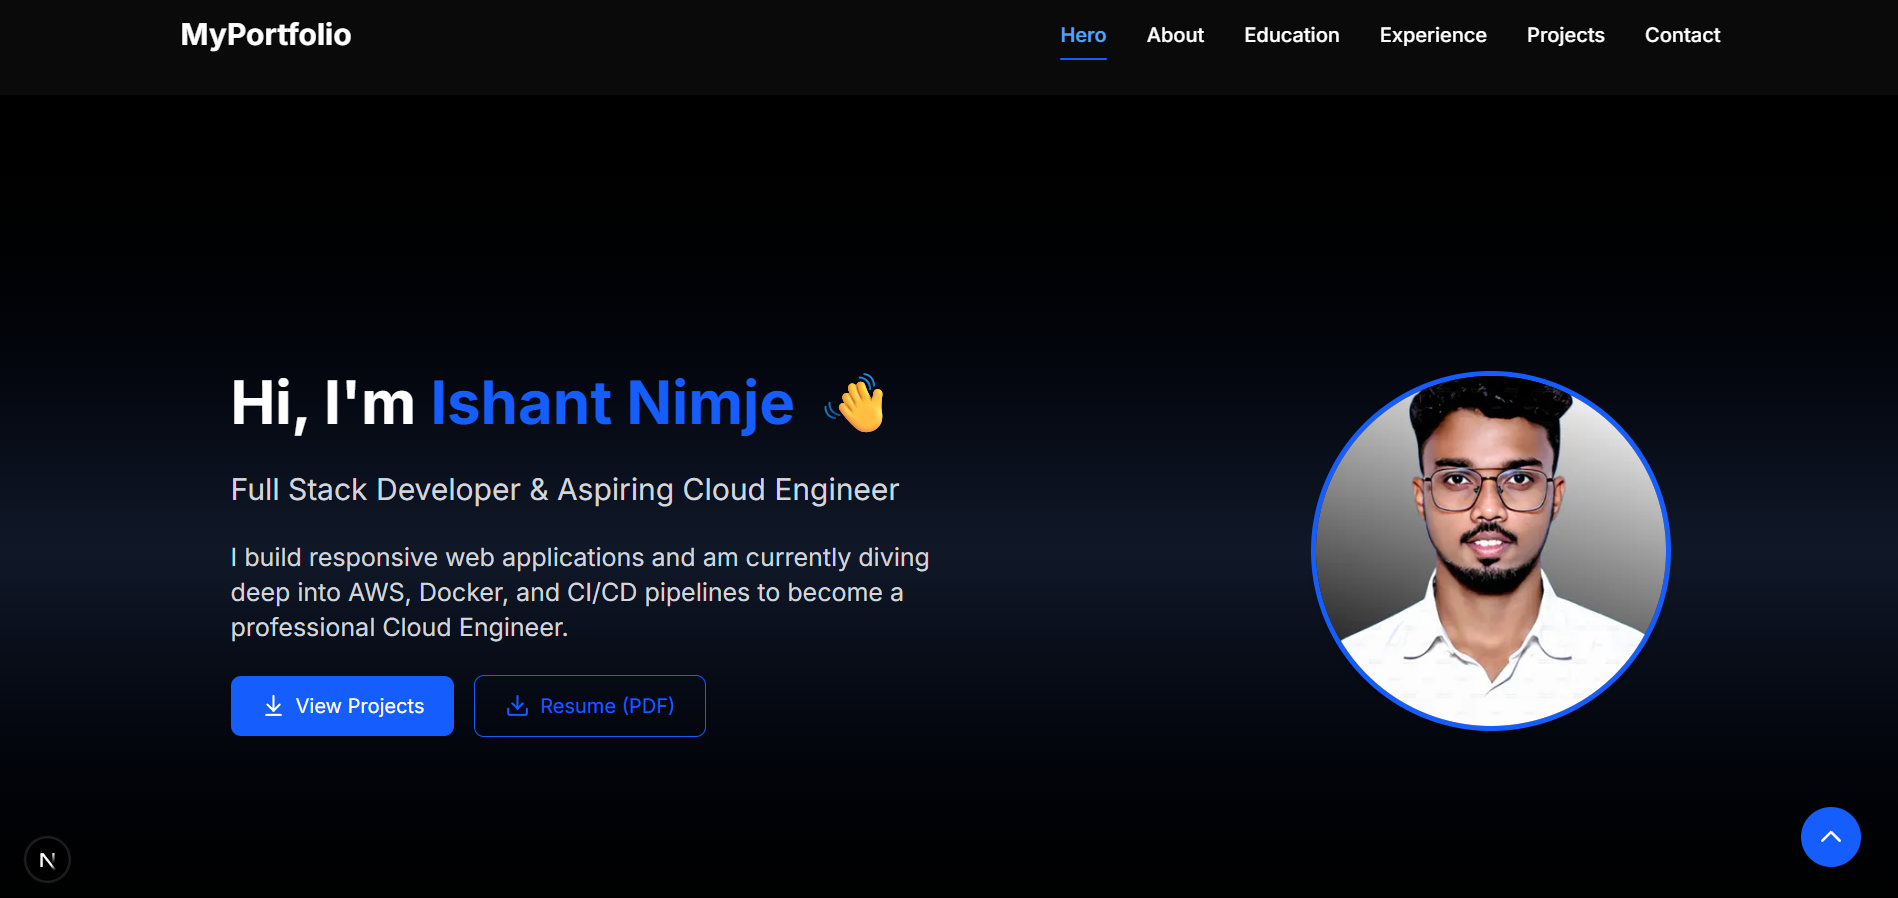 MyPortfolio
Hero About Education Experience Projects Contact
Hi, I'm Ishant Nimje 👋
Full Stack Developer & Aspiring Cloud Engineer
I build responsive web applications and am currently diving
deep into AWS, Docker, and CI/CD pipelines to become a
professional Cloud Engineer.
View Projects Resume (PDF)
N